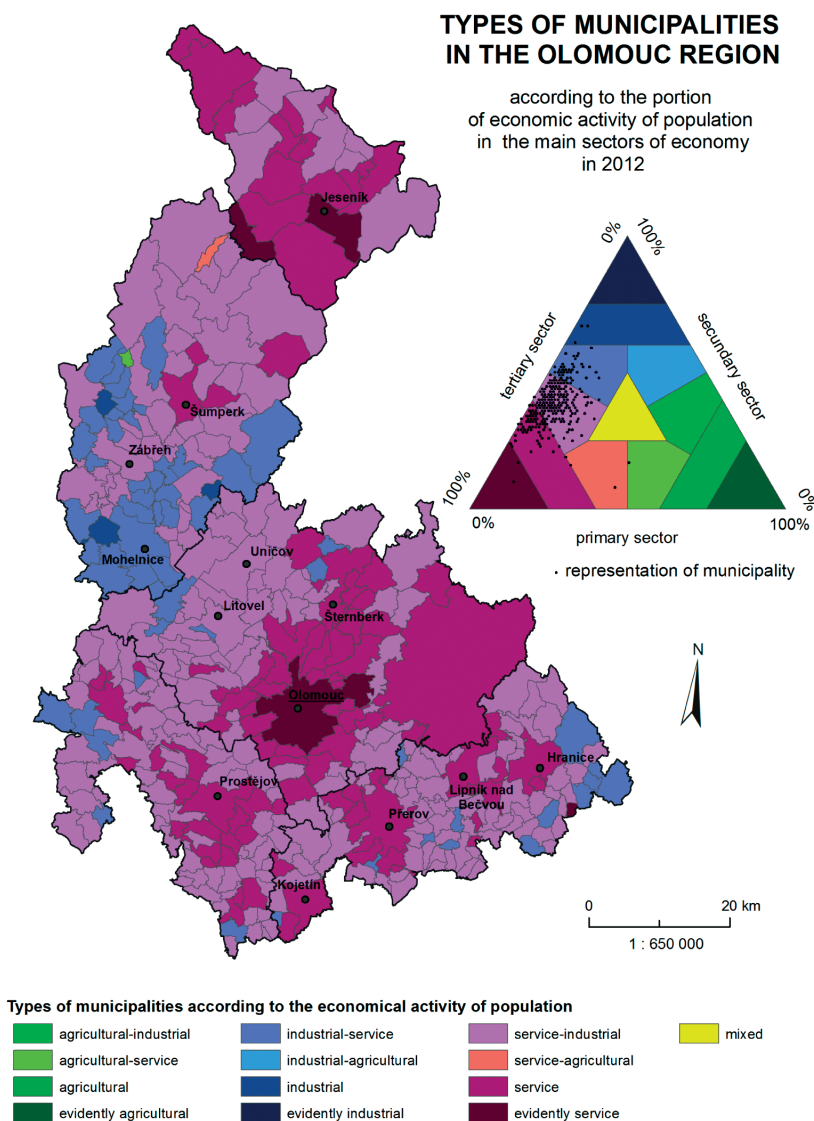 TYPES OF MUNICIPALITIES
IN THE OLOMOUC REGION
according to the portion
of economic activity of population
in the main sectors of economy
in 2012
Jeseník
0%
100%
tertiary sector
secundary sector
Šumperk
Zábřeh
100%
0%
0%
primary sector
100%
Mohelnice
Uničov
representation of municipality
Litovel
Šternberk
N
Olomouc
Hranice
Prostějov
Lipník nad
Bečvou
Přerov
Kojetín
0
20 km
1 : 650 000
Types of municipalities according to the economical activity of population
agricultural-industrial
industrial-service
service-industrial
mixed
agricultural-service
industrial-agricultural
service-agricultural
agricultural
industrial
service
evidently agricultural
evidently industrial
evidently service